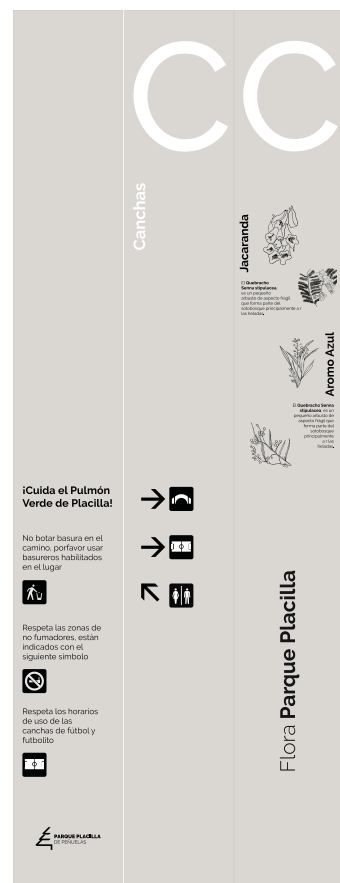 ¡Cuida el Pulmón
Verde de Placilla!
No botar basura en el
camino, porfavor usar
basureros habilitados
en el lugar
Respeta las zonas de
no fumadores, están
indicados con el
siguiente simbolo
Respeta los horarios
de uso de las
canchas de fútbol y
futbolito
PARQUE PLACILLA
DE PEÑUELAS
C
Canchas
C
Jacaranda
El Quebracho
Senna stipulacea
es un pequeño
arbusto de aspecto frágil
que forma parte del
sotobosque principalmente a r
las heladas.
Aromo Azul
El Quebracho Senna
stipulacea, es un
pequeño arbusto de
aspecto frágil que
forma parte del
sotobosque
principalmente
a r las
heladas.
Flora Parque Placilla